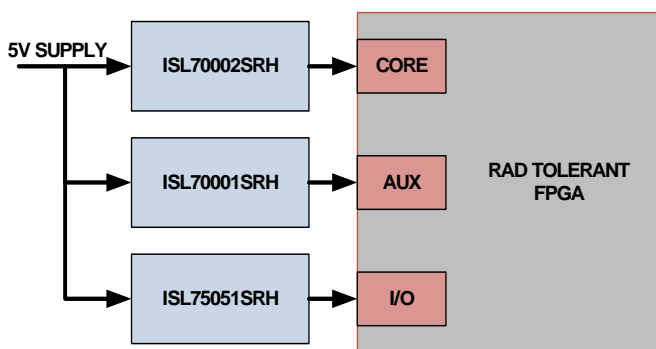 5V SUPPLY
ISL70002SRH
CORE
ISL70001SRH
AUX
RAD TOLERANT
FPGA
ISL75051SRH
I/O